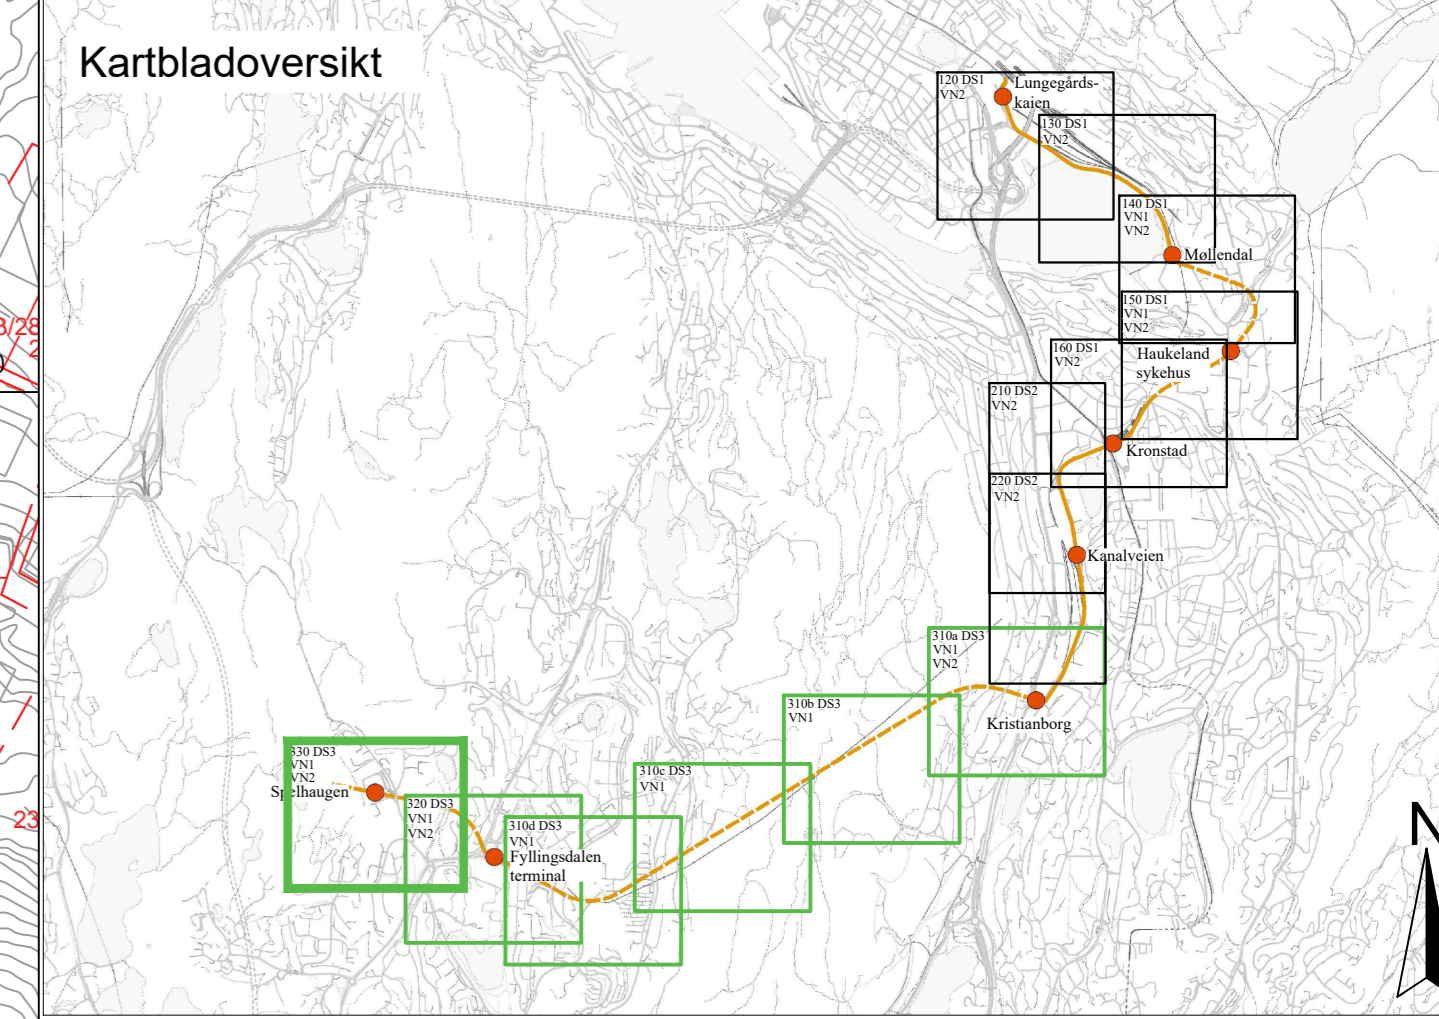 Kartbladoversikt
120 DS1
VN2
Lungegårds-
kaien
130 DS1
VN2
140 DS1
VN1
VN2
Møllendal
150 DS1
VN1
VN2
160 DS1
VN2
Haukeland
sykehus
210 DS2
VN2
Kronstad
220 DS2
VN2
Kanalveien
310a DS3
VN1
VN2
Kristianborg
310b DS3
VN1
310c DS3
VN1
330 DS3
VN1
VN2
Spelhaugen
320 DS3
VN1
VN2
310d DS3
VN1
Fyllingsdalen
terminal
23